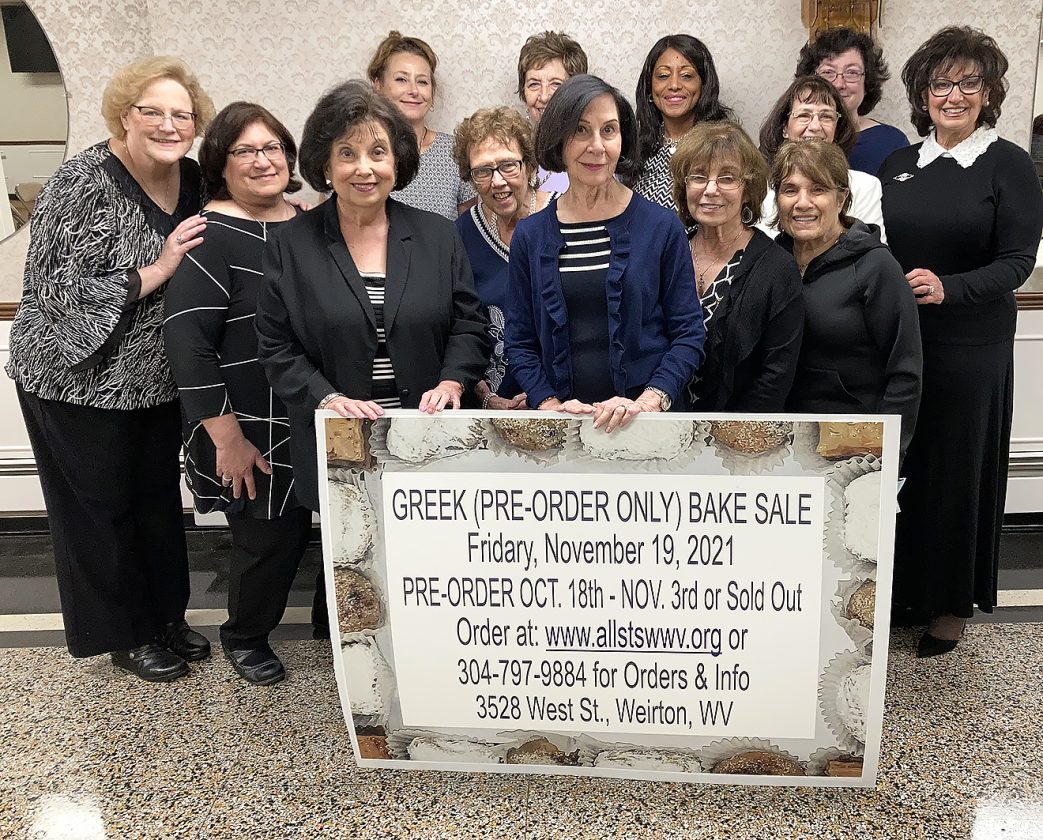 GREEK (PRE-ORDER ONLY) BAKE SALE
Fridary, November 19, 2021
PRE-ORDER OCT. 18th - NOV. 3rd or Sold Out
Order at: www.allstswwv.org or
304-797-9884 for Orders & Info
3528 West St., Weirton, WV